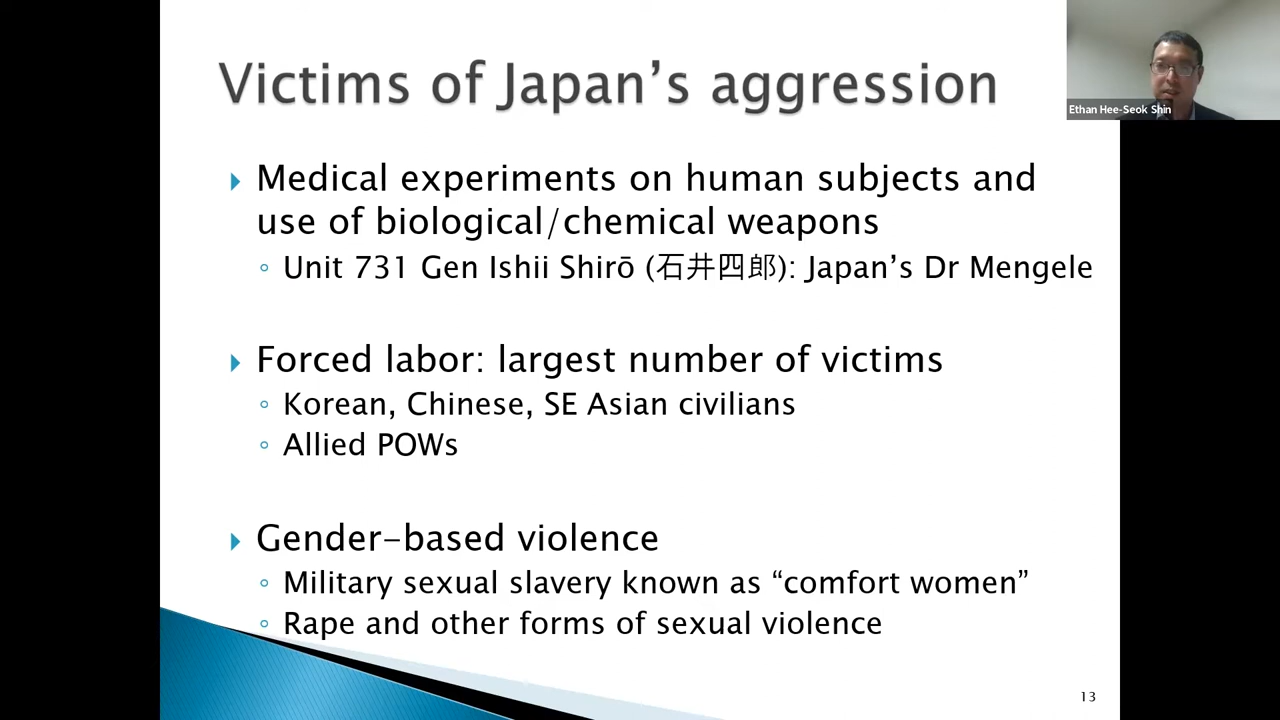 Victims of Japan’s aggression
Ethan Hee-Seok Shin
Medical experiments on human subjects and
use of biological/chemical weapons
Unit 731 Gen Ishii Shirō (石井四郎): Japan’s Dr Mengele
Forced labor: largest number of victims
Korean, Chinese, SE Asian civilians
Allied POWs
Gender-based violence
Military sexual slavery known as “comfort women”
Rape and other forms of sexual violence
13